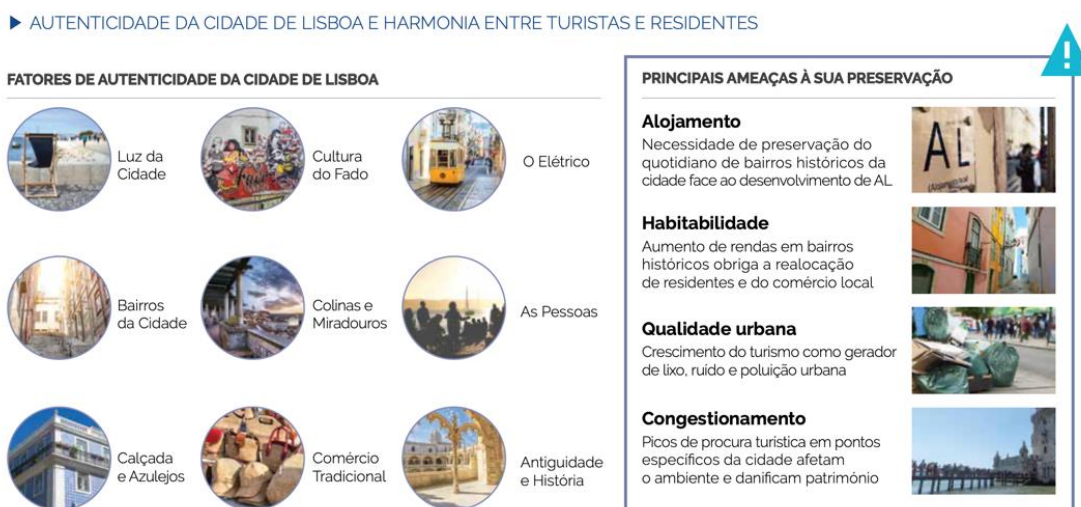 AUTENTICIDADE DA CIDADE DE LISBOA E HARMONIA ENTRE TURISTAS E RESIDENTES
FATORES DE AUTENTICIDADE DA CIDADE DE LISBOA
Luz da
Cidade
Cultura
do Fado
O Elétrico
Bairros
da Cidade
Colinas e
Miradouros
As Pessoas
Calçada
e Azulejos
Comércio
Tradicional
Antiguidade
e História
!
PRINCIPAIS AMEAÇAS À SUA PRESERVAÇÃO
Alojamento
Necessidade de preservação do
quotidiano de bairros históricos da
cidade face ao desenvolvimento de AL
AL
Habitabilidade
Aumento de rendas em bairros
históricos obriga a realocação
de residentes e do comércio local
Qualidade urbana
Crescimento do turismo como gerador
de lixo, ruído e poluição urbana
Congestionamento
Picos de procura turística em pontos
específicos da cidade afetam
o ambiente e danificam património